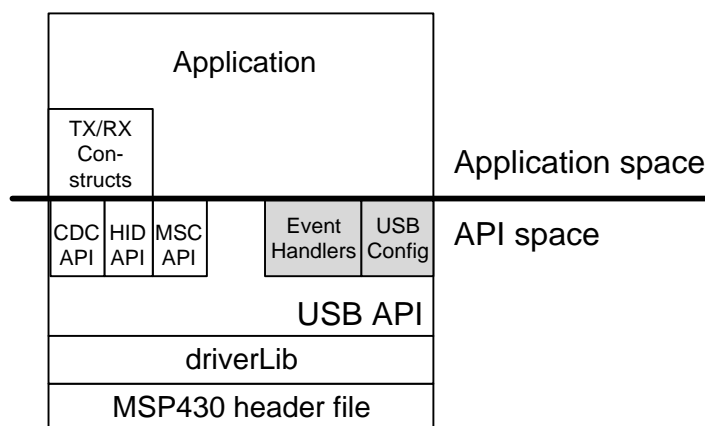 Application
TX/RX
Con-
structs
Application space
CDC
API
HID
API
MSC
API
Event
Handlers
USB
Config
API space
USB API
driverLib
MSP430 header file